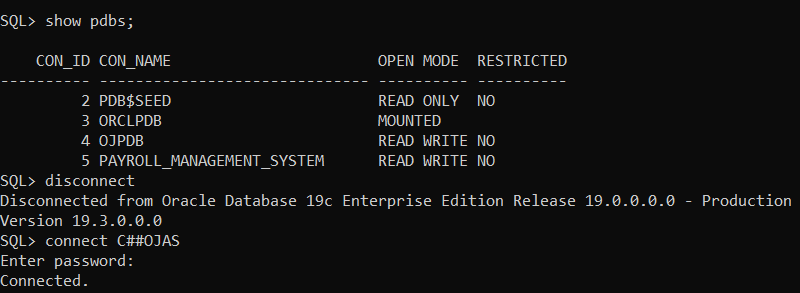 SQL> show pdbs;
    CON_ID CON_NAME                       OPEN MODE  RESTRICTED
---------- ------------------------------ ---------- ----------
         2 PDB$SEED                       READ ONLY  NO
         3 ORCLPDB                        MOUNTED
         4 OJPDB                          READ WRITE NO
         5 PAYROLL_MANAGEMENT_SYSTEM      READ WRITE NO
SQL> disconnect
Disconnected from Oracle Database 19c Enterprise Edition Release 19.0.0.0.0 - Production
Version 19.3.0.0.0
SQL> connect C##OJAS
Enter password:
Connected.